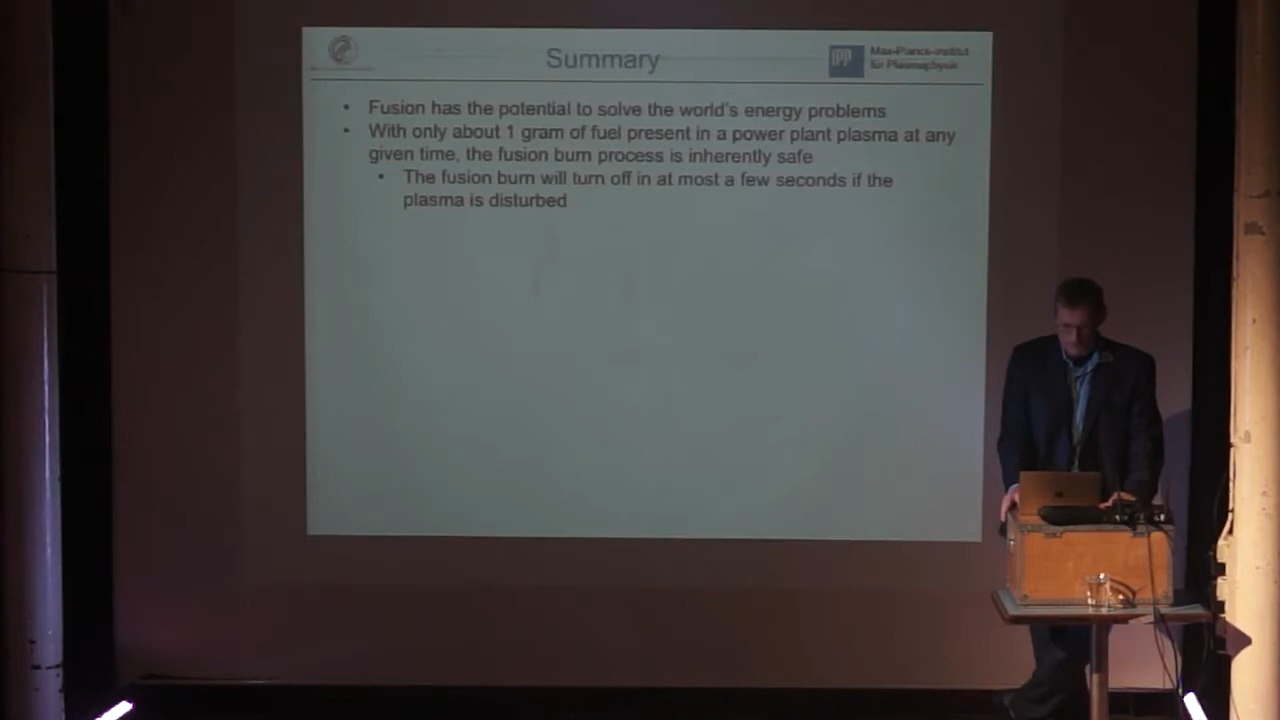 Summary
Max-Planck-Institut
für Plasmaphysik
IPP
• Fusion has the potential to solve the world's energy problems
• With only about 1 gram of fuel present in a power plant plasma at any
given time, the fusion burn process is inherently safe
• The fusion burn will turn off in at most a few seconds if the
plasma is disturbed